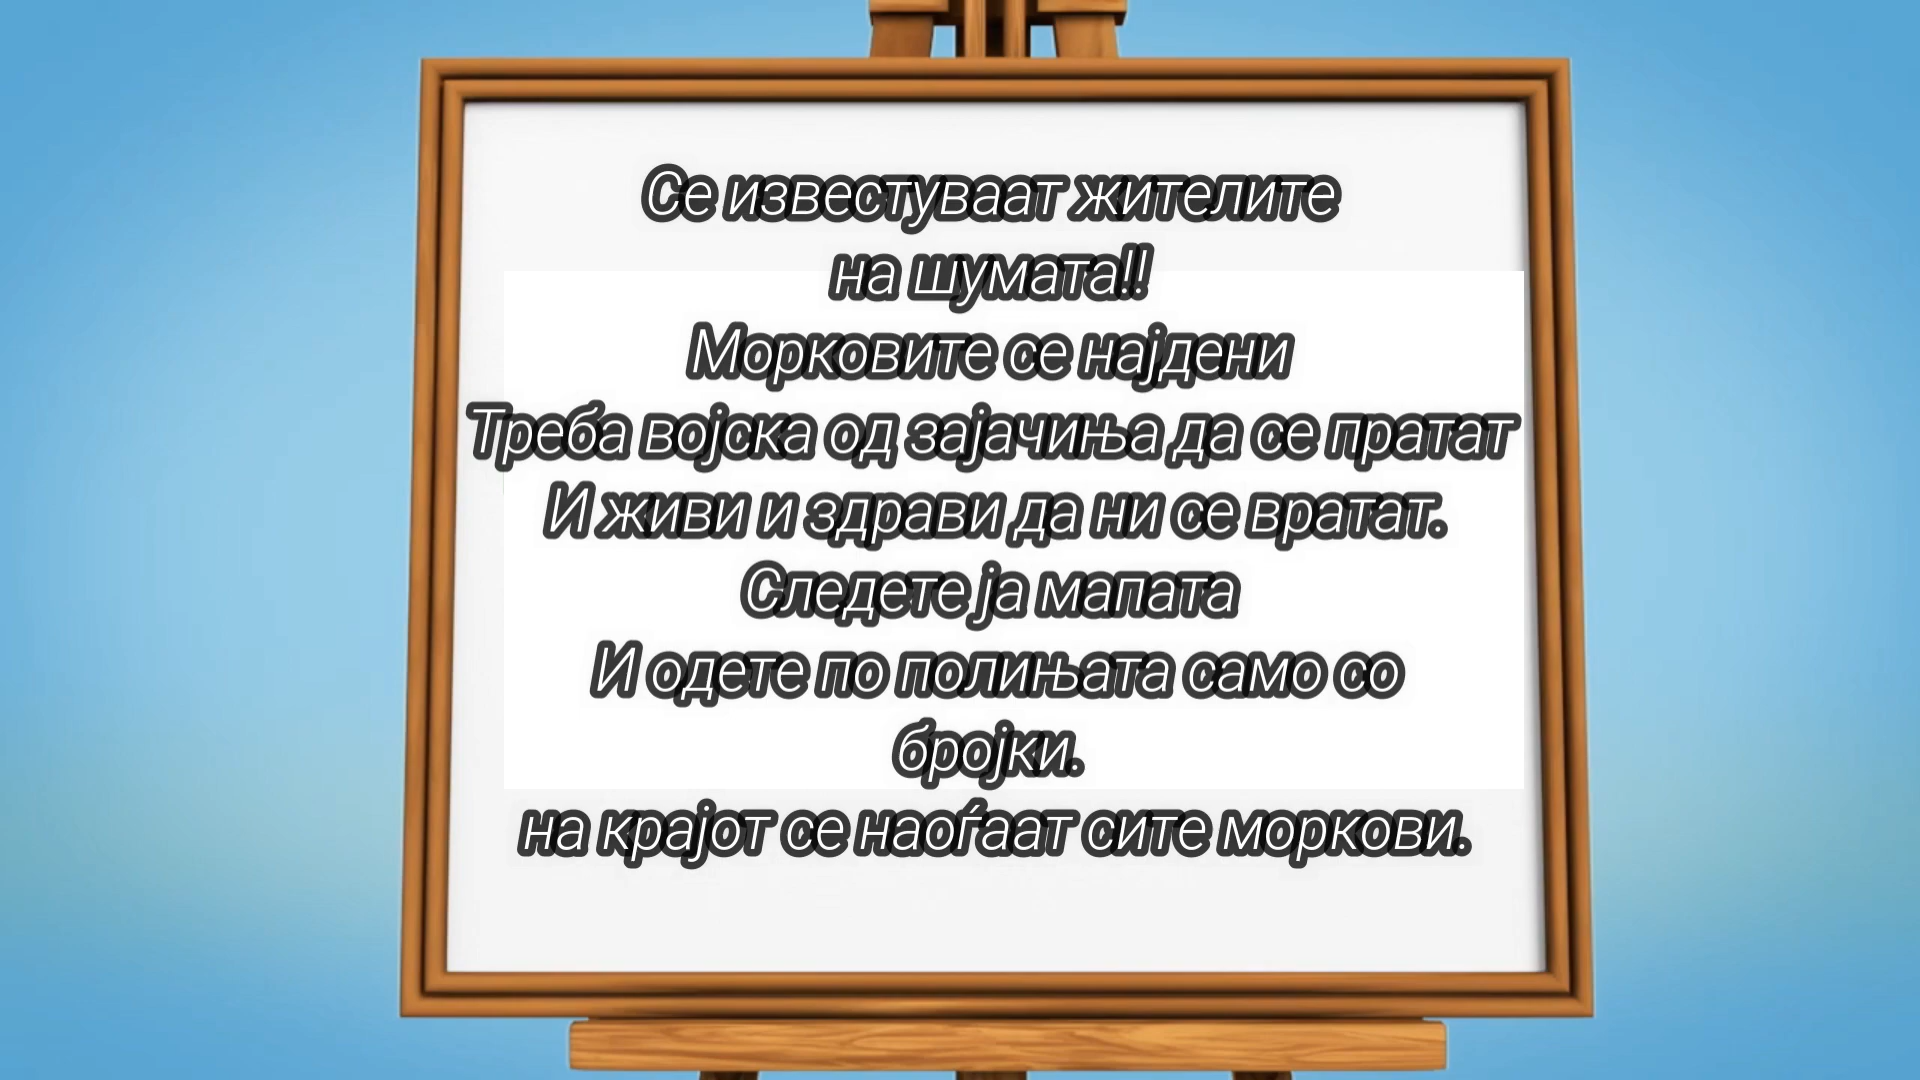 Се известуваат жителите
на шумата!!
Морковите се најдени
Треба војска од зајачиња да се пратат
И живи и здрави да ни се вратат.
Следете ја мапата
И одете по полињата само со
бројки.
на крајот се наоѓаат сите моркови.